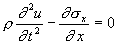 ρ ∂²u/∂t² − ∂σₓ/∂x = 0